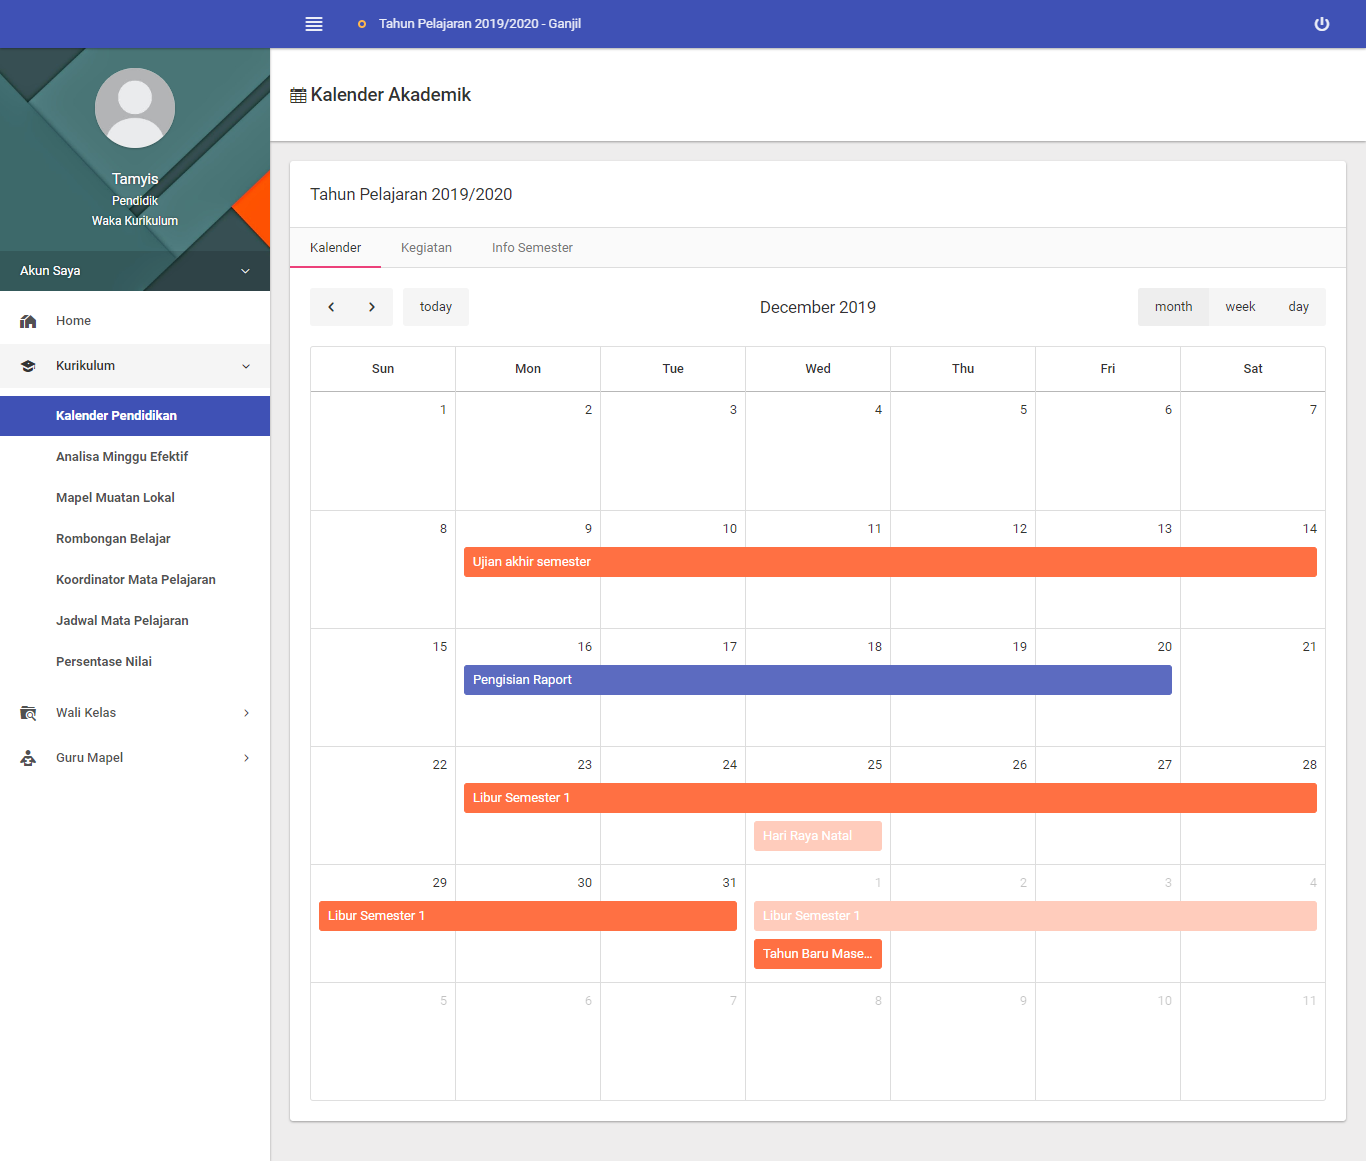 Tahun Pelajaran 2019/2020 - Ganjil
Tamyis
Pendidik
Waka Kurikulum
Akun Saya
Home
Kurikulum
Kalender Pendidikan
Analisa Minggu Efektif
Mapel Muatan Lokal
Rombongan Belajar
Koordinator Mata Pelajaran
Jadwal Mata Pelajaran
Persentase Nilai
Wali Kelas
Guru Mapel
Kalender Akademik
Tahun Pelajaran 2019/2020
Kalender Kegiatan Info Semester
today December 2019 month week day
Sun Mon Tue Wed Thu Fri Sat
1 2 3 4 5 6 7
8 9 10 11 12 13 14
Ujian akhir semester
15 16 17 18 19 20 21
Pengisian Raport
22 23 24 25 26 27 28
Libur Semester 1
Hari Raya Natal
29 30 31 1 2 3 4
Libur Semester 1 Libur Semester 1
Tahun Baru Mase...
5 6 7 8 9 10 11